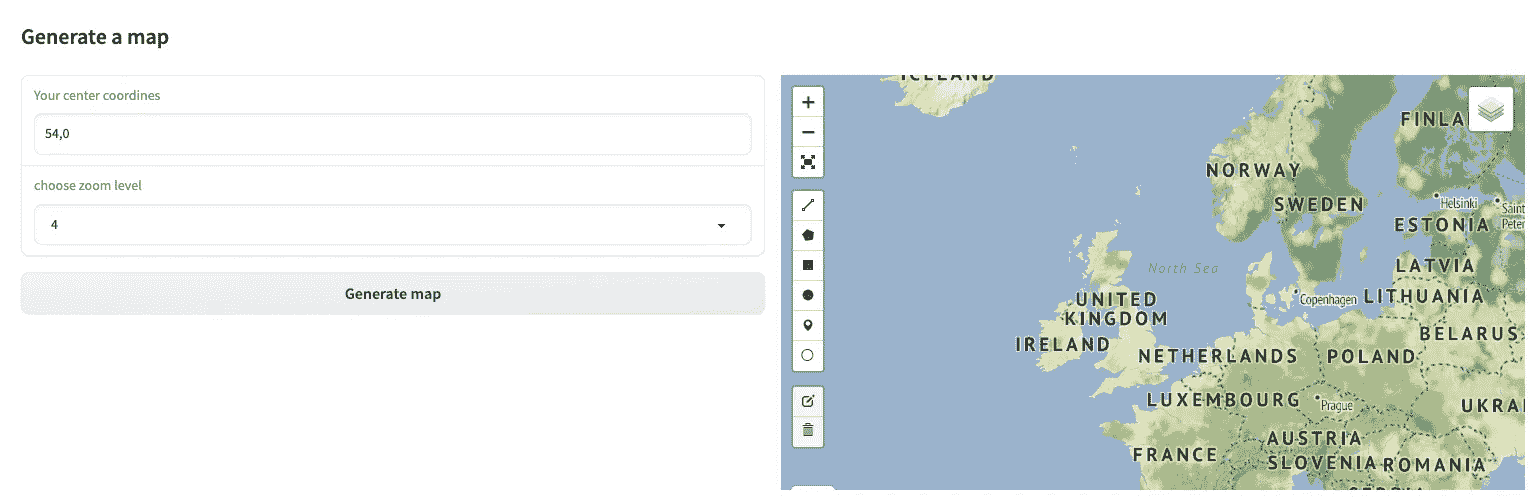 Generate a map
Your center coordines
54,0
choose zoom level
4
Generate map
ICELAND
+
−
FINLA
NORWAY
SWEDEN
Helsinki
Saint
Peter
ESTONIA
North Sea
LATVIA
UNITED
KINGDOM
Copenhagen
LITHUANIA
BELARUS
IRELAND
NETHERLANDS
POLAND
LUXEMBOURG
Prague
UKRA
AUSTRIA
FRANCE
SLOVENIA
ROMANIA
SERBIA